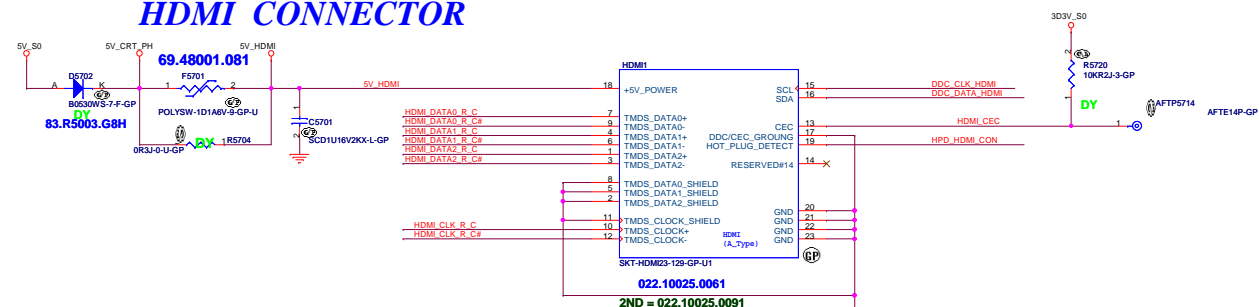 HDMI CONNECTOR
5V_S0
5V_CRT_PH
5V_HDMI
69.48001.081
D5702
A
K
B0530WS-7-F-GP
DY
83.R5003.G8H
F5701
1
2
POLYSW-1D1A6V-9-GP-U
DY
1
R5704
0R3J-0-U-GP
5V_HDMI
1
2
C5701
SCD1U16V2KX-L-GP
HDMI1
18
+5V_POWER
HDMI_DATA0_R_C
7
TMDS_DATA0+
HDMI_DATA0_R_C#
9
TMDS_DATA0-
HDMI_DATA1_R_C
4
TMDS_DATA1+
HDMI_DATA1_R_C#
6
TMDS_DATA1-
HDMI_DATA2_R_C
1
TMDS_DATA2+
HDMI_DATA2_R_C#
3
TMDS_DATA2-
8
TMDS_DATA0_SHIELD
5
TMDS_DATA1_SHIELD
2
TMDS_DATA2_SHIELD
11
TMDS_CLOCK_SHIELD
HDMI_CLK_R_C
10
TMDS_CLOCK+
HDMI_CLK_R_C#
12
TMDS_CLOCK-
SCL
15
DDC_CLK_HDMI
SDA
16
DDC_DATA_HDMI
CEC
13
HDMI_CEC
DDC/CEC_GROUNG
17
HOT_PLUG_DETECT
19
HPD_HDMI_CON
RESERVED#14
14
GND
20
GND
21
GND
22
GND
23
HDMI
(A_Type)
GP
SKT-HDMI23-129-GP-U1
022.10025.0061
2ND = 022.10025.0091
3D3V_S0
2
R5720
10KR2J-3-GP
1
DY
1
AFTP5714
AFTE14P-GP